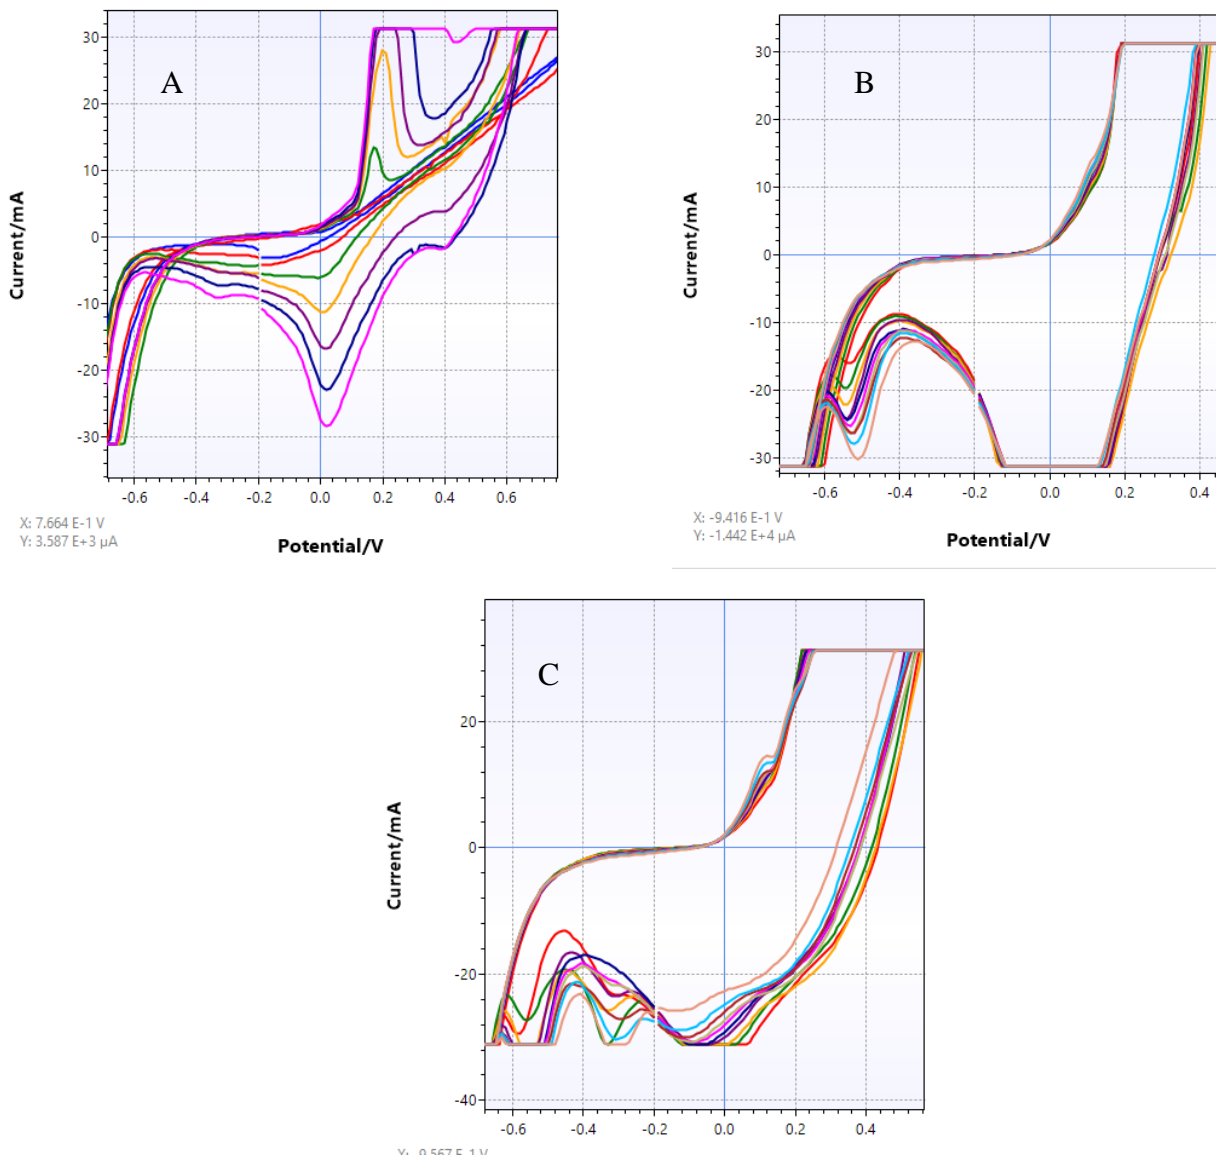 A
Current/mA
30
20
10
0
-10
-20
-30
-0.6 -0.4 -0.2 0.0 0.2 0.4 0.6
X: 7.664 E-1 V
Y: 3.587 E+3 µA
Potential/V
B
Current/mA
30
20
10
0
-10
-20
-30
-0.6 -0.4 -0.2 0.0 0.2 0.4
X: -9.416 E-1 V
Y: -1.442 E+4 µA
Potential/V
C
Current/mA
20
0
-20
-40
-0.6 -0.4 -0.2 0.0 0.2 0.4
X: -9.567 E-1 V